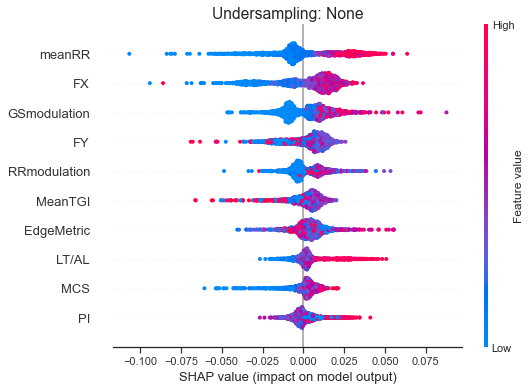 Undersampling: None
High
meanRR
FX
GSmodulation
FY
RRmodulation
MeanTGI
EdgeMetric
LT/AL
MCS
PI
Feature value
Low
−0.100 −0.075 −0.050 −0.025 0.000 0.025 0.050 0.075
SHAP value (impact on model output)